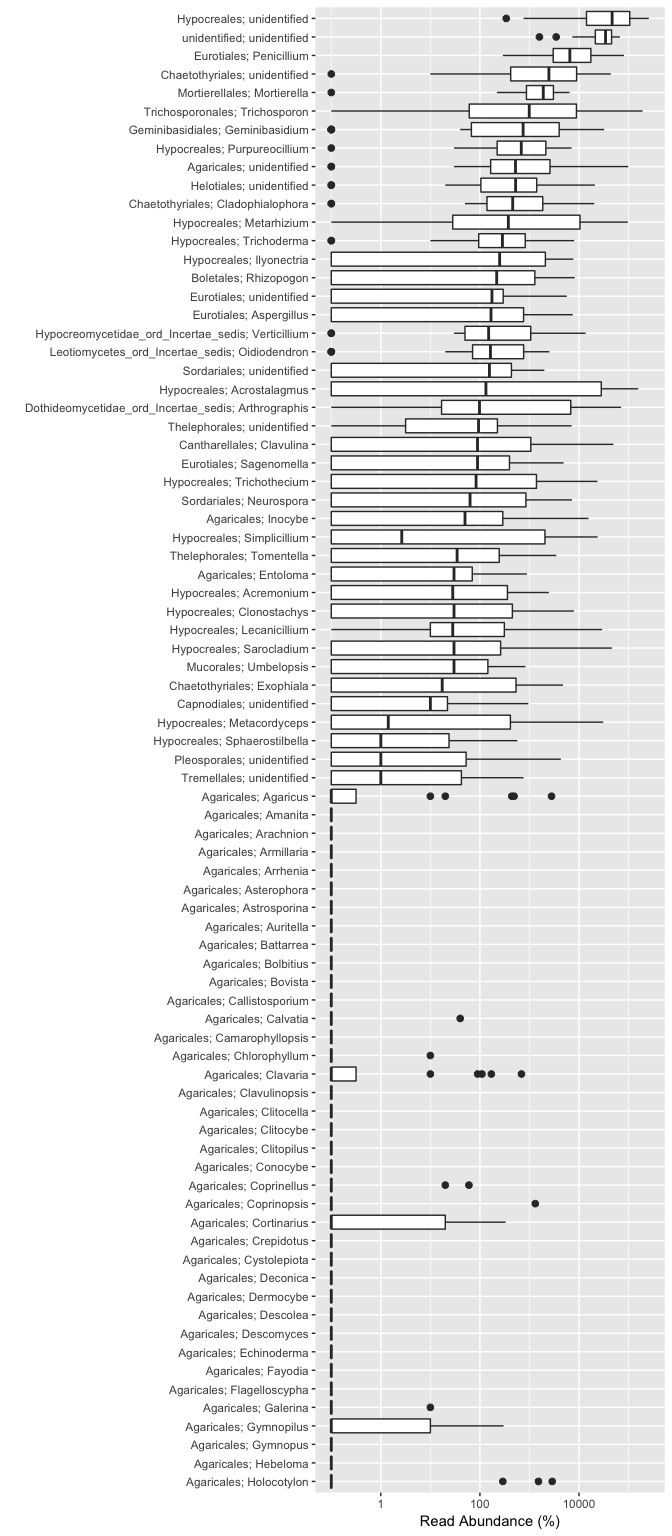 Hypocreales; unidentified
unidentified; unidentified
Eurotiales; Penicillium
Chaetothyriales; unidentified
Mortierellales; Mortierella
Trichosporonales; Trichosporon
Geminibasidiales; Geminibasidium
Hypocreales; Purpureocillium
Agaricales; unidentified
Helotiales; unidentified
Chaetothyriales; Cladophialophora
Hypocreales; Metarhizium
Hypocreales; Trichoderma
Hypocreales; Ilyonectria
Boletales; Rhizopogon
Eurotiales; unidentified
Eurotiales; Aspergillus
Hypocreomycetidae_ord_Incertae_sedis; Verticillium
Leotiomycetes_ord_Incertae_sedis; Oidiodendron
Sordariales; unidentified
Hypocreales; Acrostalagmus
Dothideomycetidae_ord_Incertae_sedis; Arthrographis
Thelephorales; unidentified
Cantharellales; Clavulina
Eurotiales; Sagenomella
Hypocreales; Trichothecium
Sordariales; Neurospora
Agaricales; Inocybe
Hypocreales; Simplicillium
Thelephorales; Tomentella
Agaricales; Entoloma
Hypocreales; Acremonium
Hypocreales; Clonostachys
Hypocreales; Lecanicillium
Hypocreales; Sarocladium
Mucorales; Umbelopsis
Chaetothyriales; Exophiala
Capnodiales; unidentified
Hypocreales; Metacordyceps
Hypocreales; Sphaerostilbella
Pleosporales; unidentified
Tremellales; unidentified
Agaricales; Agaricus
Agaricales; Amanita
Agaricales; Arachnion
Agaricales; Armillaria
Agaricales; Arrhenia
Agaricales; Asterophora
Agaricales; Astrosporina
Agaricales; Auritella
Agaricales; Battarrea
Agaricales; Bolbitius
Agaricales; Bovista
Agaricales; Callistosporium
Agaricales; Calvatia
Agaricales; Camarophyllopsis
Agaricales; Chlorophyllum
Agaricales; Clavaria
Agaricales; Clavulinopsis
Agaricales; Clitocella
Agaricales; Clitocybe
Agaricales; Clitopilus
Agaricales; Conocybe
Agaricales; Coprinellus
Agaricales; Coprinopsis
Agaricales; Cortinarius
Agaricales; Crepidotus
Agaricales; Cystolepiota
Agaricales; Deconica
Agaricales; Dermocybe
Agaricales; Descolea
Agaricales; Descomyces
Agaricales; Echinoderma
Agaricales; Fayodia
Agaricales; Flagelloscypha
Agaricales; Galerina
Agaricales; Gymnopilus
Agaricales; Gymnopus
Agaricales; Hebeloma
Agaricales; Holocotylon
1 100 10000
Read Abundance (%)